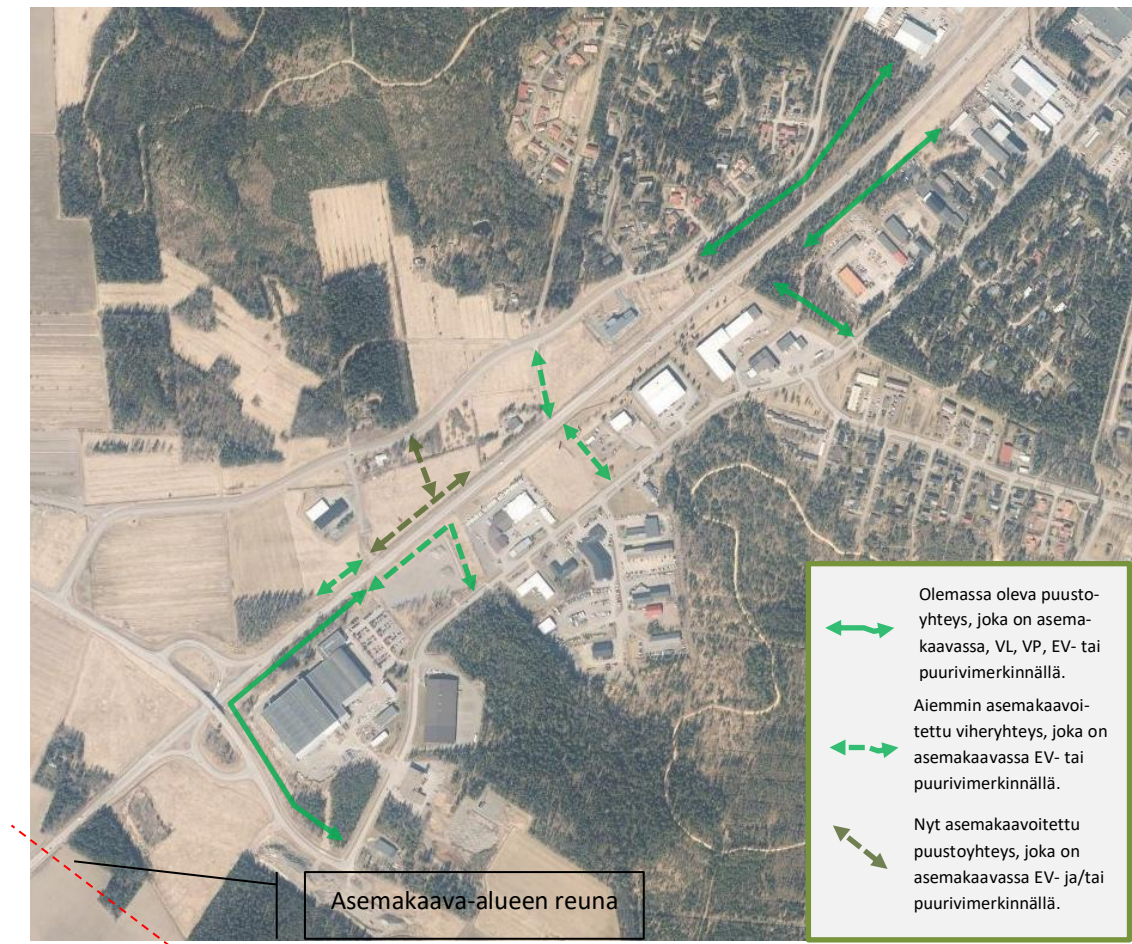 Olemassa oleva puusto-
yhteys, joka on asema-
kaavassa, VL, VP, EV- tai
puurivimerkinnällä.
Aiemmin asemakaavoi-
tettu viheryhteys, joka on
asemakaavassa EV- tai
puurivimerkinnällä.
Nyt asemakaavoitettu
puustoyhteys, joka on
asemakaavassa EV- ja/tai
puurivimerkinnällä.
Asemakaava-alueen reuna